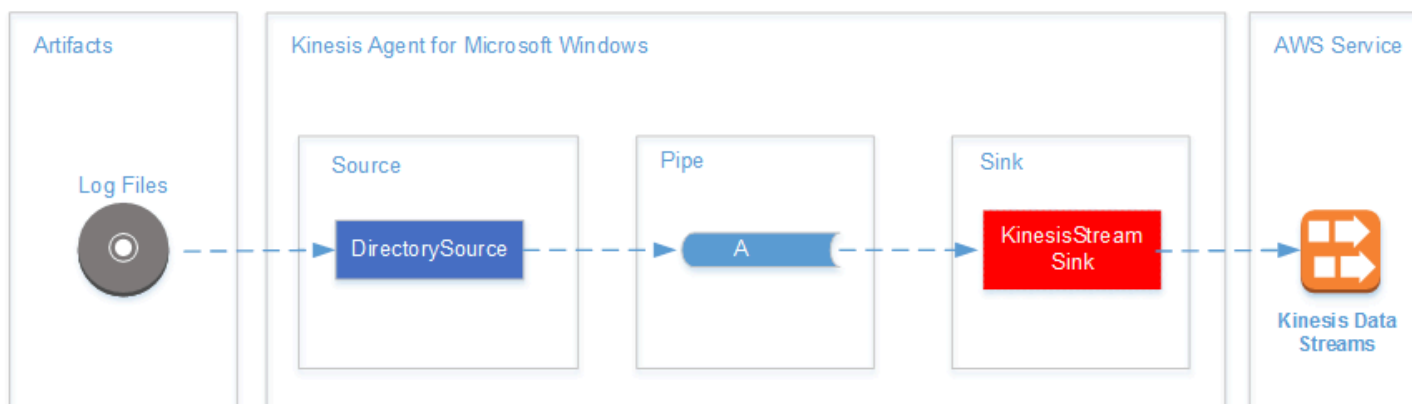 Artifacts
Kinesis Agent for Microsoft Windows
AWS Service
Log Files
Source
DirectorySource
Pipe
A
Sink
KinesisStream
Sink
Kinesis Data
Streams